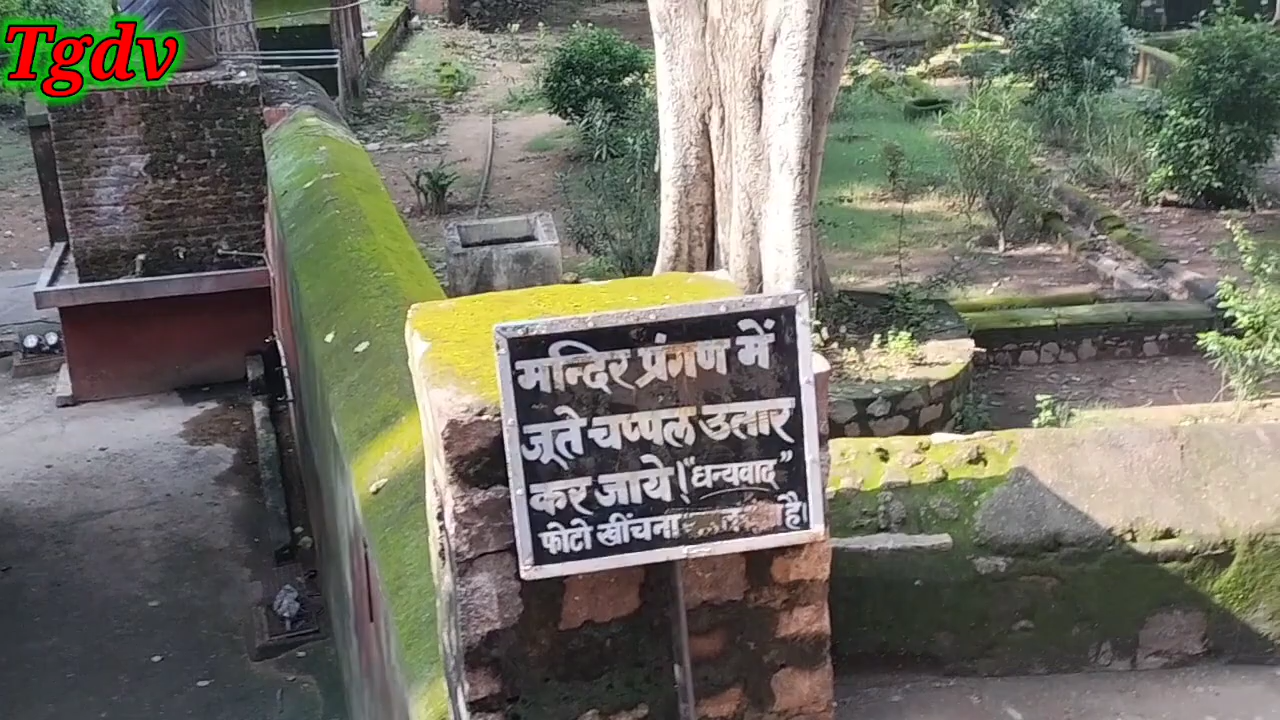 Tgdv
मन्दिर प्रंगण में
जूते चप्पल उतार
कर जाये। "धन्यवाद"
फोटो खींचना है।